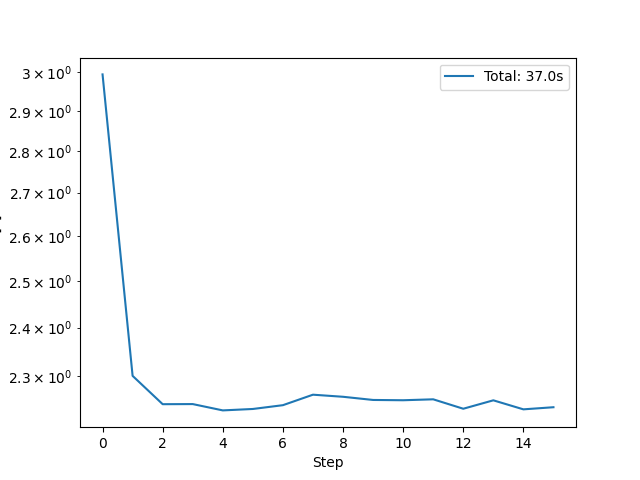 Total: 37.0s
3 × 10⁰
2.9 × 10⁰
2.8 × 10⁰
2.7 × 10⁰
2.6 × 10⁰
2.5 × 10⁰
2.4 × 10⁰
2.3 × 10⁰
0 2 4 6 8 10 12 14
Step